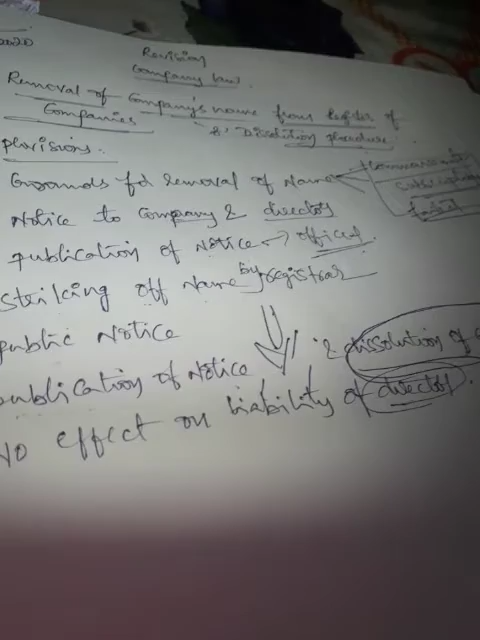 2020
Revision
Company law
Removal of Company's name from Register of
Companies
& Dissolution procedure
Provisions:
Grounds for removal of Name
Notice to Company & directors
publication of Notice → official
striking off Name by registrar
public Notice
publication of Notice & dissolution of
No effect on liability of director.